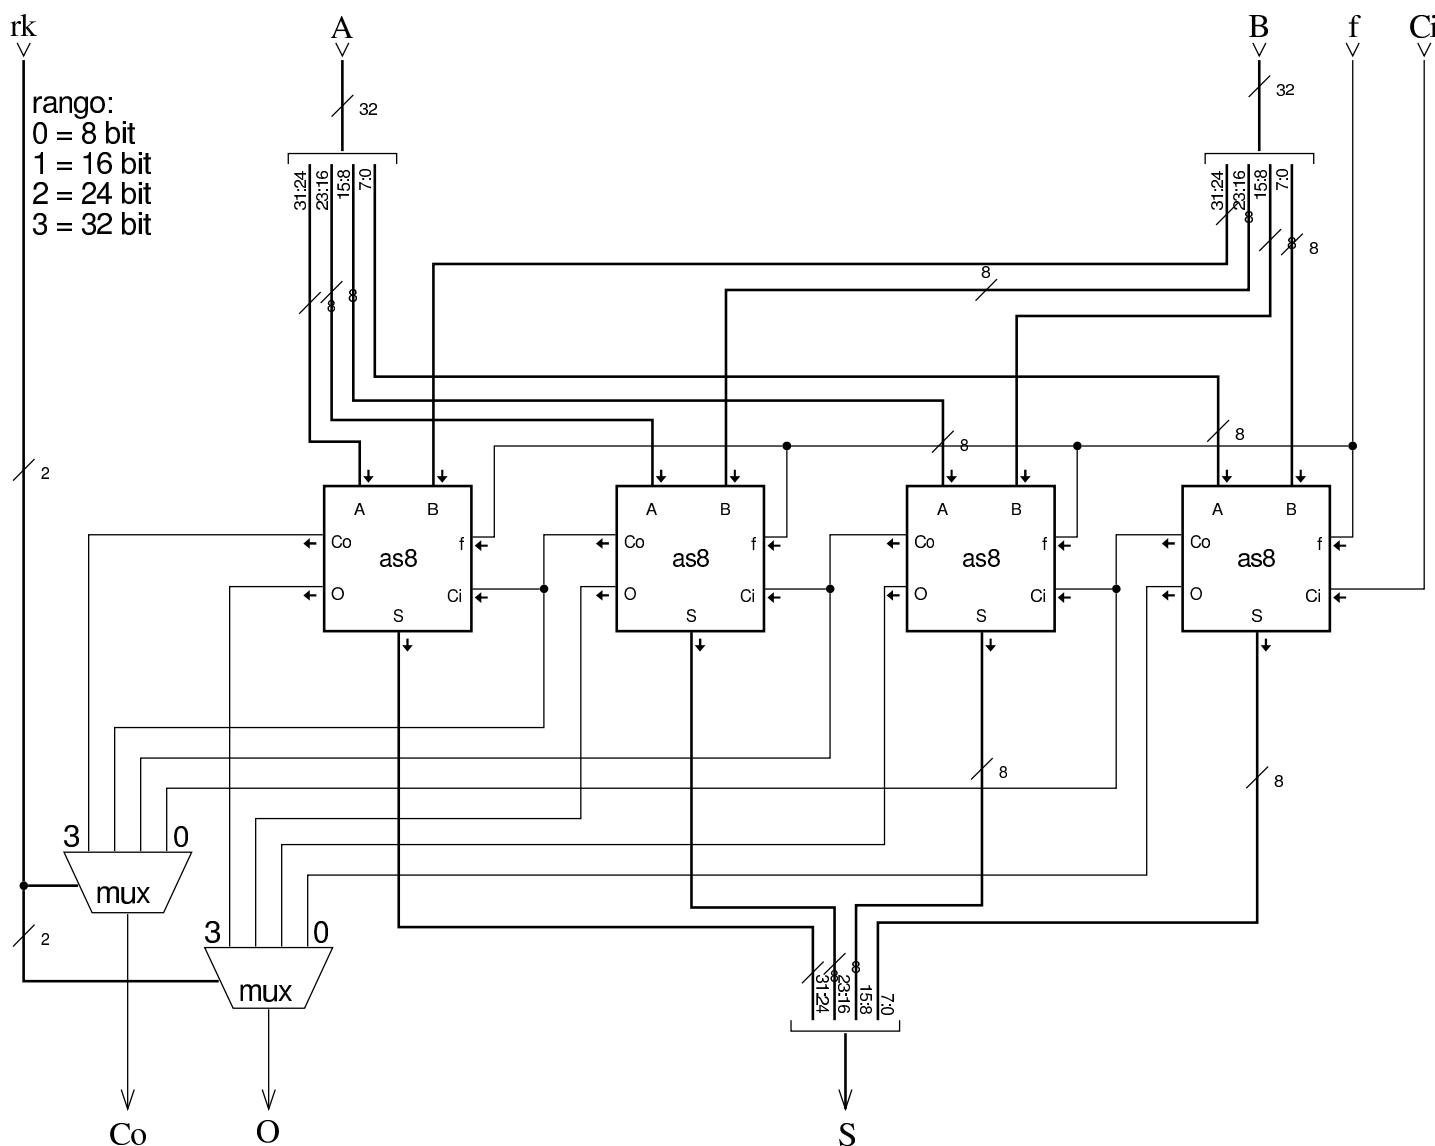 rk A B f Ci
rango:
0 = 8 bit
1 = 16 bit
2 = 24 bit
3 = 32 bit
32
32
31:24 23:16 15:8 7:0
31:24 23:16 15:8 7:0
8
8 8
8
8 8
8 8
2
A B A B A B A B
Co f Co f Co f Co f
as8 as8 as8 as8
O Ci O Ci O Ci O Ci
S S S S
8 8
3 0
mux
2
3 0
mux
8 8
31:24 23:16 15:8 7:0
Co O S